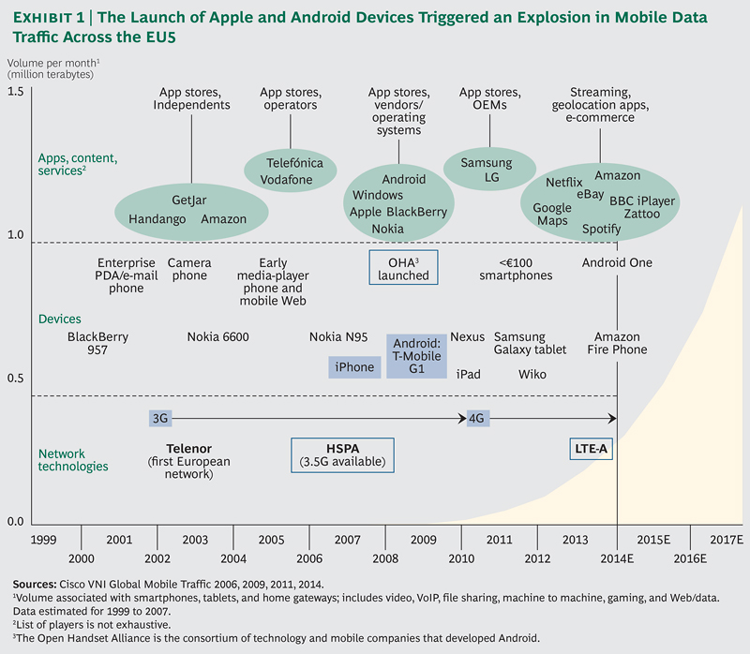 EXHIBIT 1 | The Launch of Apple and Android Devices Triggered an Explosion in Mobile Data
Traffic Across the EU5
Volume per month¹
(million terabytes)
1.5
App stores,
Independents
App stores,
operators
App stores,
vendors/
operating
systems
App stores,
OEMs
Streaming,
geolocation apps,
e-commerce
Apps, content,
services²
GetJar
Handango Amazon
Telefónica
Vodafone
Android
Windows
Apple BlackBerry
Nokia
Samsung
LG
Amazon
Netflix
eBay
BBC iPlayer
Google
Maps
Zattoo
Spotify
1.0
Enterprise
PDA/e-mail
phone
Camera
phone
Early
media-player
phone and
mobile Web
OHA³
launched
<€100
smartphones
Android One
Devices
BlackBerry
957
Nokia 6600
Nokia N95
iPhone
Android:
T-Mobile
G1
Nexus
iPad
Samsung
Galaxy tablet
Wiko
Amazon
Fire Phone
0.5
3G
4G
Network
technologies
Telenor
(first European
network)
HSPA
(3.5G available)
LTE-A
0.0
1999
2000
2001
2002
2003
2004
2005
2006
2007
2008
2009
2010
2011
2012
2013
2014E
2015E
2016E
2017E
Sources: Cisco VNI Global Mobile Traffic 2006, 2009, 2011, 2014.
¹Volume associated with smartphones, tablets, and home gateways; includes video, VoIP, file sharing, machine to machine, gaming, and Web/data.
Data estimated for 1999 to 2007.
²List of players is not exhaustive.
³The Open Handset Alliance is the consortium of technology and mobile companies that developed Android.